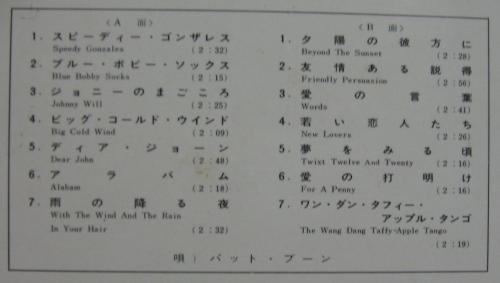 〈A 面〉
1. スピーディー・ゴンザレス
Speedy Gonzales (2:32)
2. ブルー・ボビー・ソックス
Blue Bobby Socks (2:15)
3. ジョニーのまごころ
Johnny Will (2:25)
4. ビッグ・コールド・ウインド
Big Cold Wind (2:09)
5. ディア・ジョーン
Dear John (2:48)
6. アラバム
Alabam (2:18)
7. 雨の降る夜
With The Wind And The Rain
In Your Hair (2:32)
〈B 面〉
1. 夕陽の彼方に
Beyond The Sunset (2:28)
2. 友情ある説得
Friendly Persuasion (2:56)
3. 愛の言葉
Words (2:41)
4. 若い恋人たち
New Lovers (2:26)
5. 夢をみる頃
Twixt Twelve And Twenty (2:16)
6. 愛の打明け
For A Penny (2:16)
7. ワン・ダン・タフィー・
アップル・タンゴ
The Wang Dang Taffy-Apple Tango
(2:19)
唄:パット・ブーン